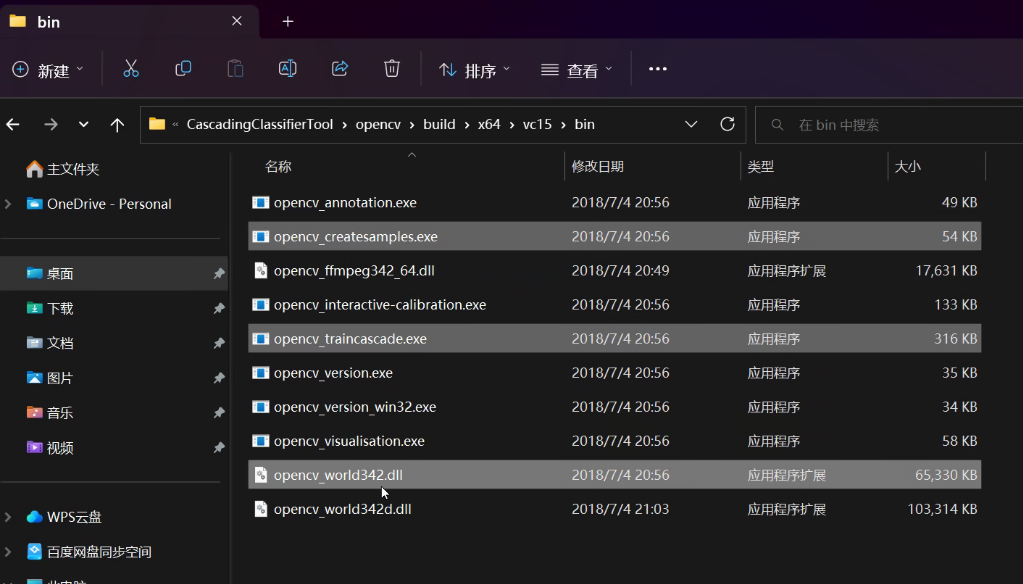 bin
新建
排序
查看
« CascadingClassifierTool › opencv › build › x64 › vc15 › bin
在 bin 中搜索
主文件夹
OneDrive - Personal
桌面
下载
文档
图片
音乐
视频
WPS云盘
百度网盘同步空间
此电脑
名称 修改日期 类型 大小
opencv_annotation.exe 2018/7/4 20:56 应用程序 49 KB
opencv_createsamples.exe 2018/7/4 20:56 应用程序 54 KB
opencv_ffmpeg342_64.dll 2018/7/4 20:49 应用程序扩展 17,631 KB
opencv_interactive-calibration.exe 2018/7/4 20:56 应用程序 133 KB
opencv_traincascade.exe 2018/7/4 20:56 应用程序 316 KB
opencv_version.exe 2018/7/4 20:56 应用程序 35 KB
opencv_version_win32.exe 2018/7/4 20:56 应用程序 34 KB
opencv_visualisation.exe 2018/7/4 20:56 应用程序 58 KB
opencv_world342.dll 2018/7/4 20:56 应用程序扩展 65,330 KB
opencv_world342d.dll 2018/7/4 21:03 应用程序扩展 103,314 KB